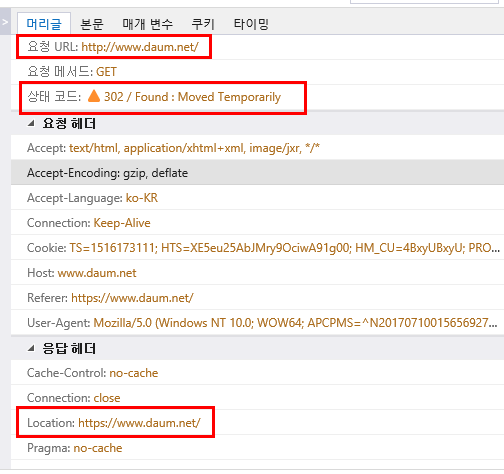 머리글 본문 매개 변수 쿠키 타이밍
요청 URL: http://www.daum.net/
요청 메서드: GET
상태 코드: 302 / Found : Moved Temporarily
요청 헤더
Accept: text/html, application/xhtml+xml, image/jxr, */*
Accept-Encoding: gzip, deflate
Accept-Language: ko-KR
Connection: Keep-Alive
Cookie: TS=1516173111; HTS=XE5eu25AbJMry9OciwA91g00; HM_CU=4BxyUBxyU; PRO...
Host: www.daum.net
Referer: https://www.daum.net/
User-Agent: Mozilla/5.0 (Windows NT 10.0; WOW64; APCPMS=^N20170710015656927...
응답 헤더
Cache-Control: no-cache
Connection: close
Location: https://www.daum.net/
Pragma: no-cache